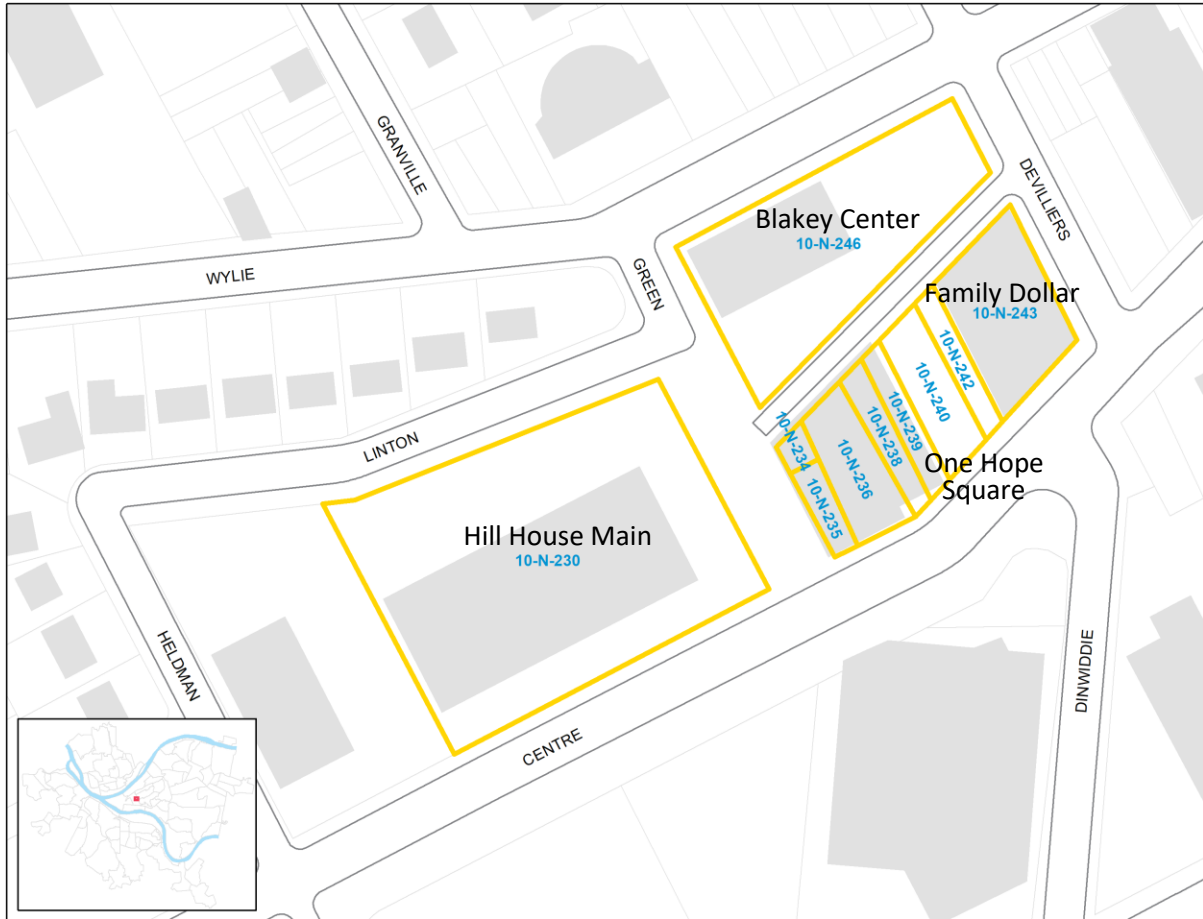 GRANVILLE
DEVILLIERS
Blakey Center
10-N-246
WYLIE
GREEN
Family Dollar
10-N-243
10-N-242
10-N-240
10-N-239
10-N-238
10-N-236
10-N-234
10-N-235
One Hope
Square
LINTON
Hill House Main
10-N-230
HELDMAN
DINWIDDIE
CENTRE